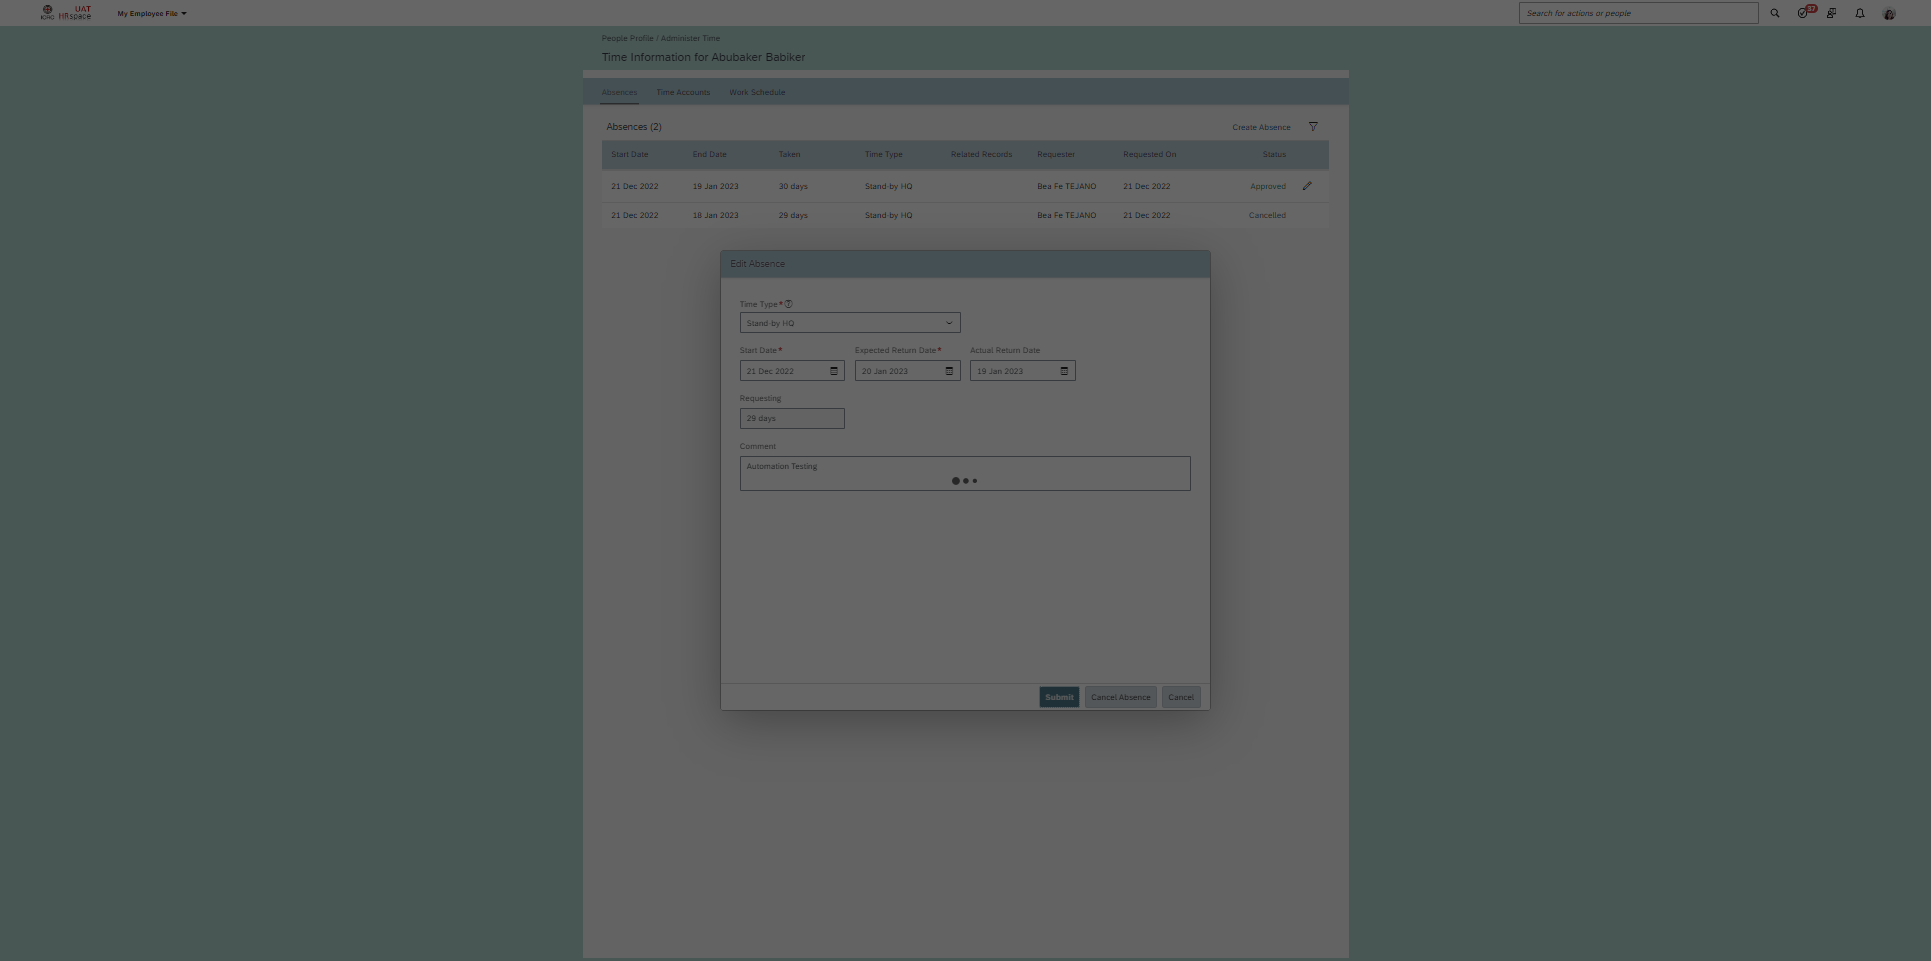 ICRC UAT HRspace My Employee File Search for actions or people 37
People Profile / Administer Time
Time Information for Abubaker Babiker
Absences Time Accounts Work Schedule
Absences (2) Create Absence
Start Date End Date Taken Time Type Related Records Requester Requested On Status
21 Dec 2022 19 Jan 2023 30 days Stand-by HQ Bea Fe TEJANO 21 Dec 2022 Approved
21 Dec 2022 18 Jan 2023 29 days Stand-by HQ Bea Fe TEJANO 21 Dec 2022 Cancelled
Edit Absence
Time Type*
Stand-by HQ
Start Date* Expected Return Date* Actual Return Date
21 Dec 2022 20 Jan 2023 19 Jan 2023
Requesting
29 days
Comment
Automation Testing
Submit Cancel Absence Cancel